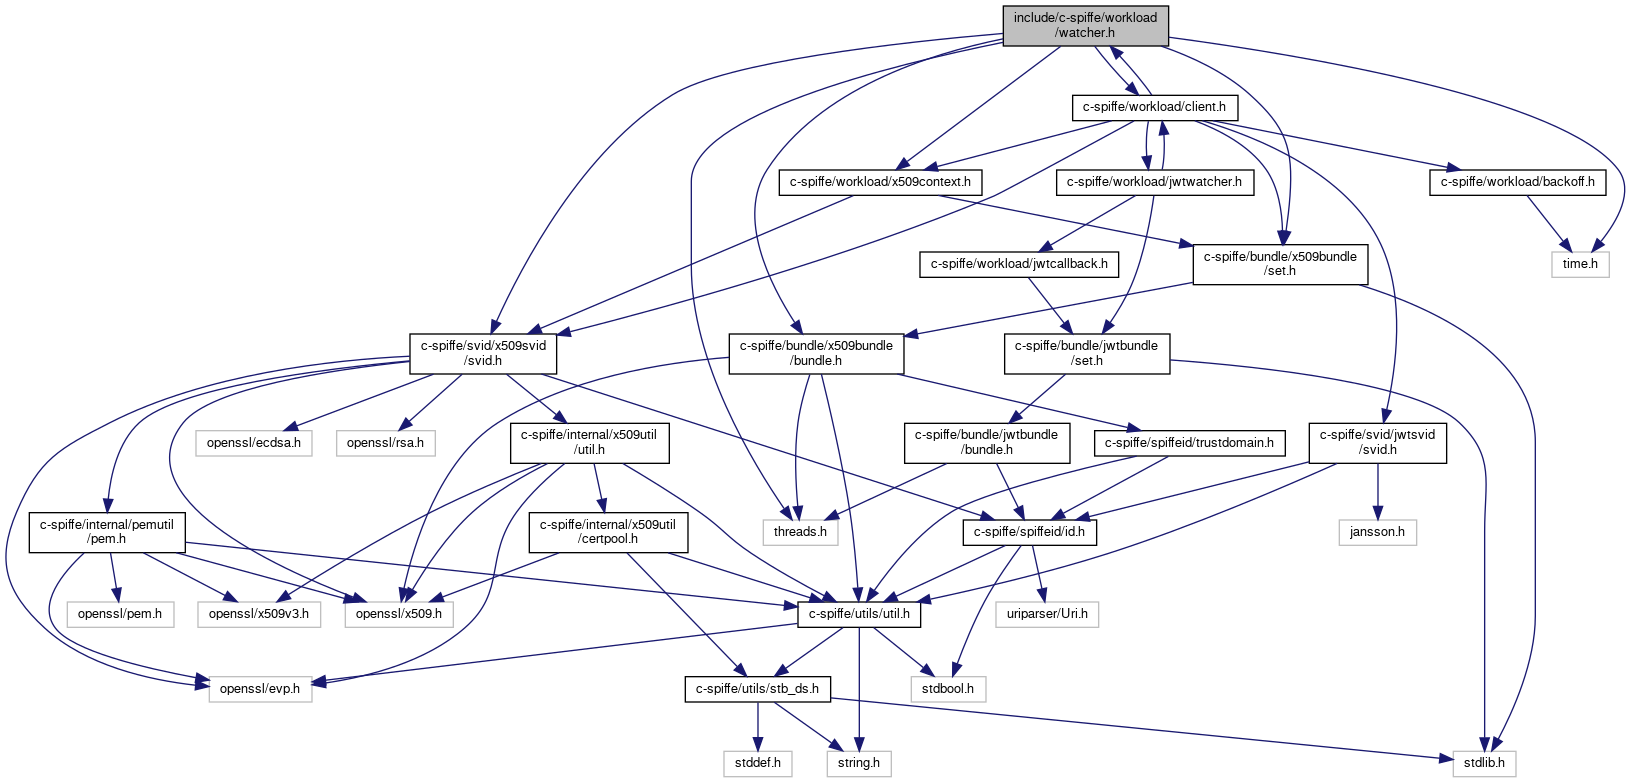 include/c-spiffe/workload
/watcher.h
c-spiffe/workload/client.h
c-spiffe/workload/x509context.h
c-spiffe/workload/jwtwatcher.h
c-spiffe/workload/backoff.h
c-spiffe/workload/jwtcallback.h
c-spiffe/bundle/x509bundle
/set.h
time.h
c-spiffe/svid/x509svid
/svid.h
c-spiffe/bundle/x509bundle
/bundle.h
c-spiffe/bundle/jwtbundle
/set.h
openssl/ecdsa.h
openssl/rsa.h
c-spiffe/internal/x509util
/util.h
c-spiffe/bundle/jwtbundle
/bundle.h
c-spiffe/spiffeid/trustdomain.h
c-spiffe/svid/jwtsvid
/svid.h
c-spiffe/internal/pemutil
/pem.h
c-spiffe/internal/x509util
/certpool.h
threads.h
c-spiffe/spiffeid/id.h
jansson.h
openssl/pem.h
openssl/x509v3.h
openssl/x509.h
c-spiffe/utils/util.h
uriparser/Uri.h
openssl/evp.h
c-spiffe/utils/stb_ds.h
stdbool.h
stddef.h
string.h
stdlib.h